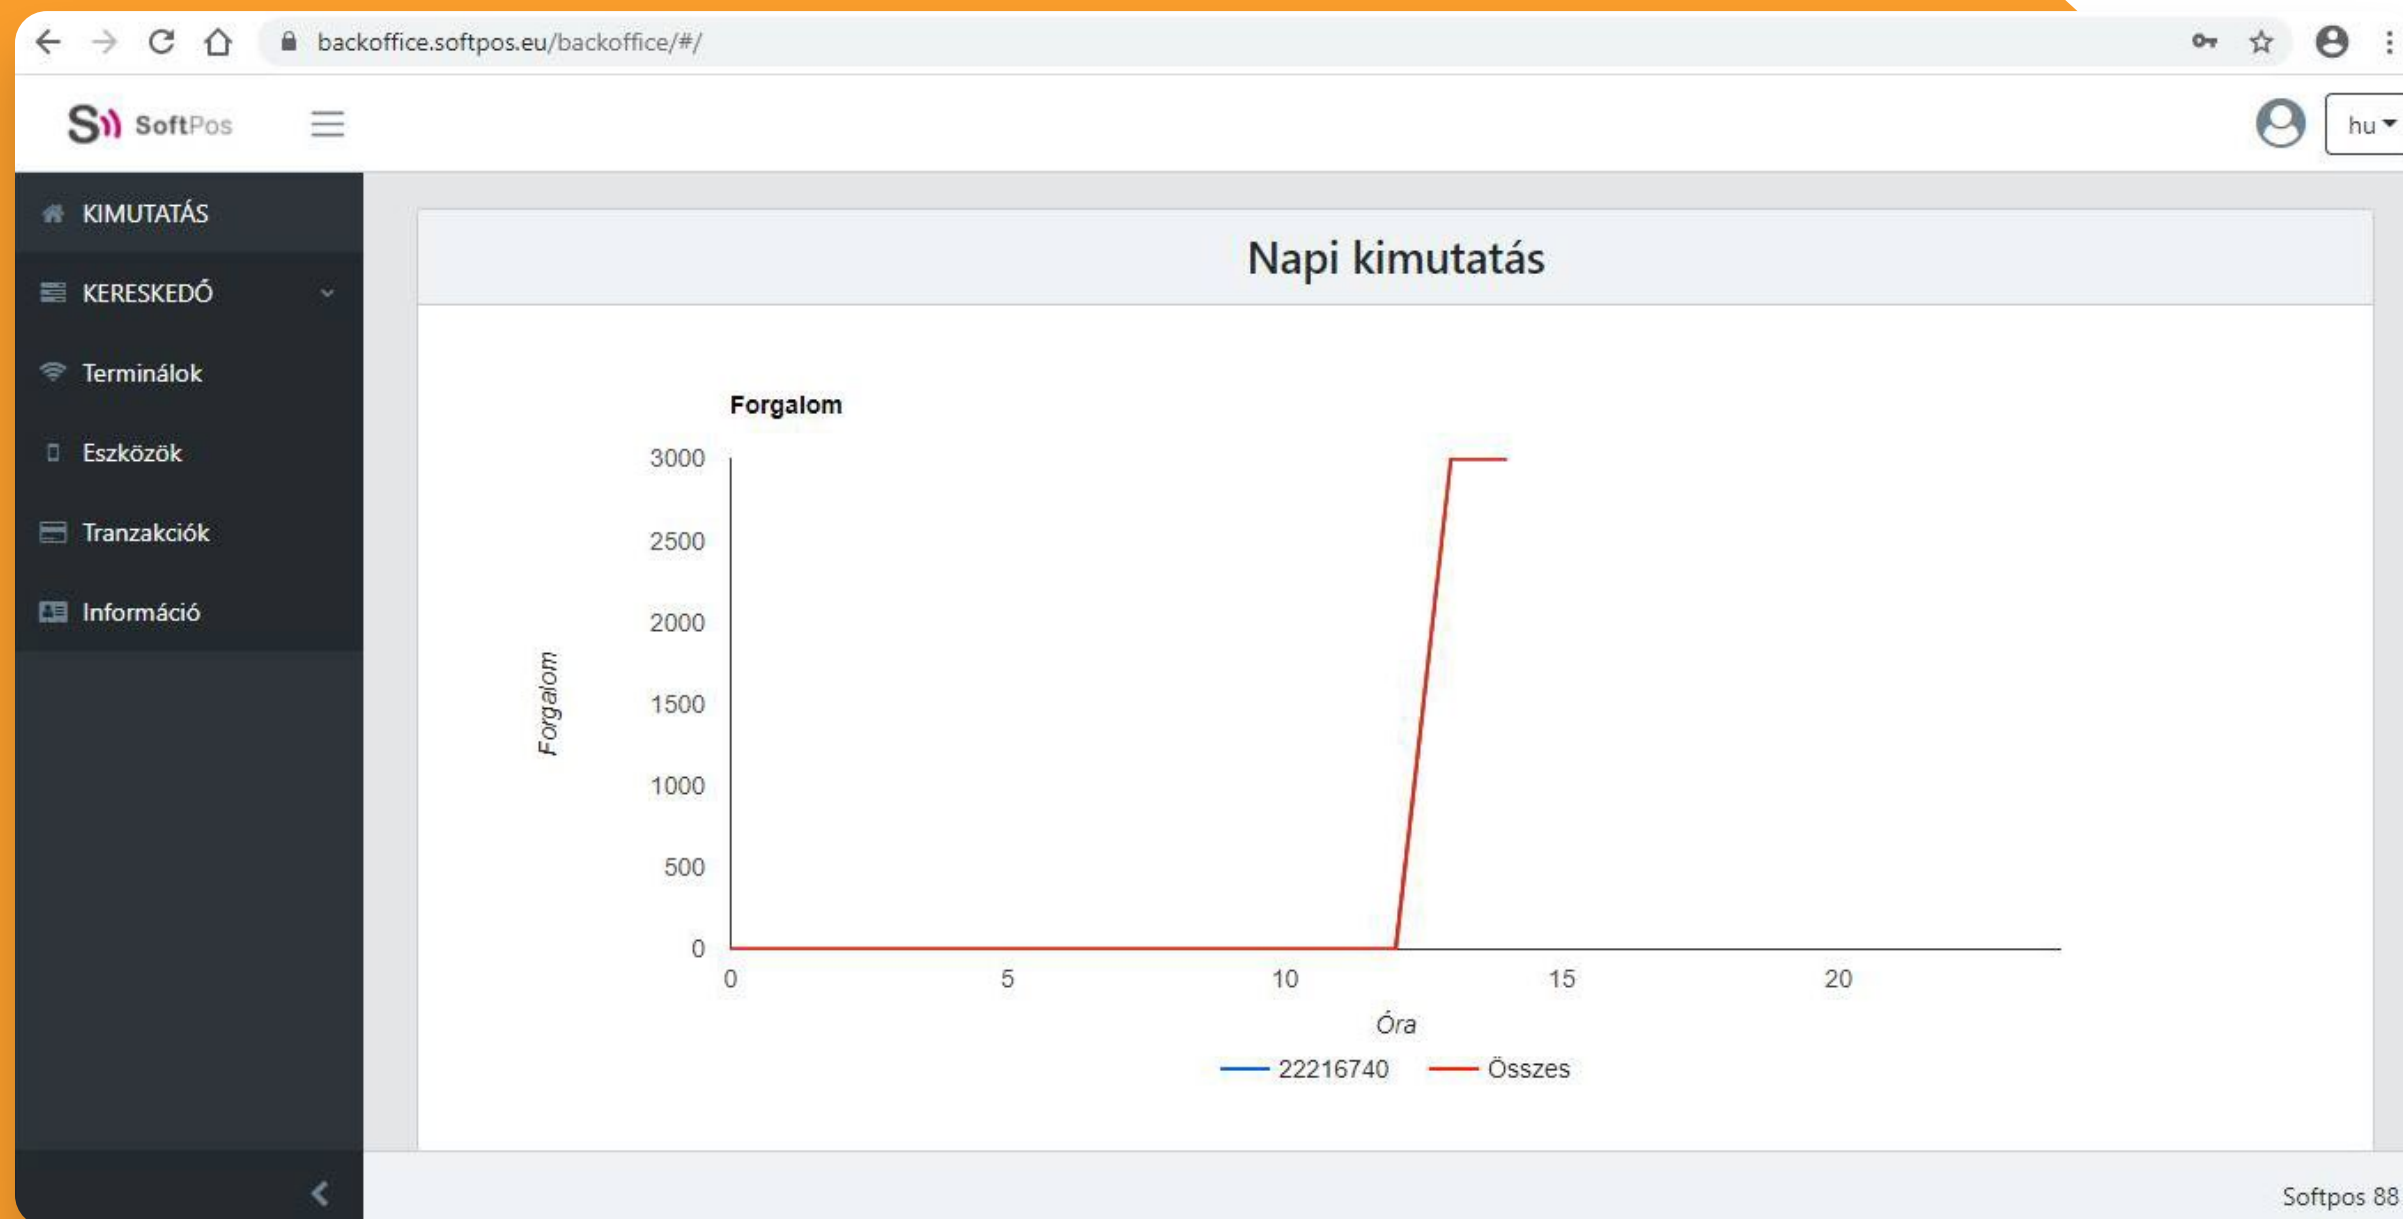 backoffice.softpos.eu/backoffice/#/
S SoftPos
hu
KIMUTATÁS
KERESKEDŐ
Terminálok
Eszközök
Tranzakciók
Információ
Napi kimutatás
Forgalom
3000
2500
2000
1500
1000
500
0
Forgalom
0 5 10 15 20
Óra
22216740 Összes
Softpos 88